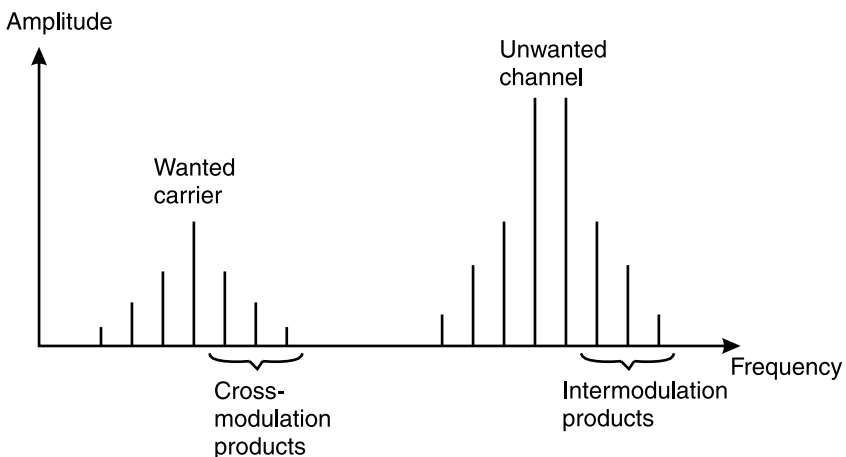 Amplitude
Unwanted
channel
Wanted
carrier
Frequency
Cross-
modulation
products
Intermodulation
products